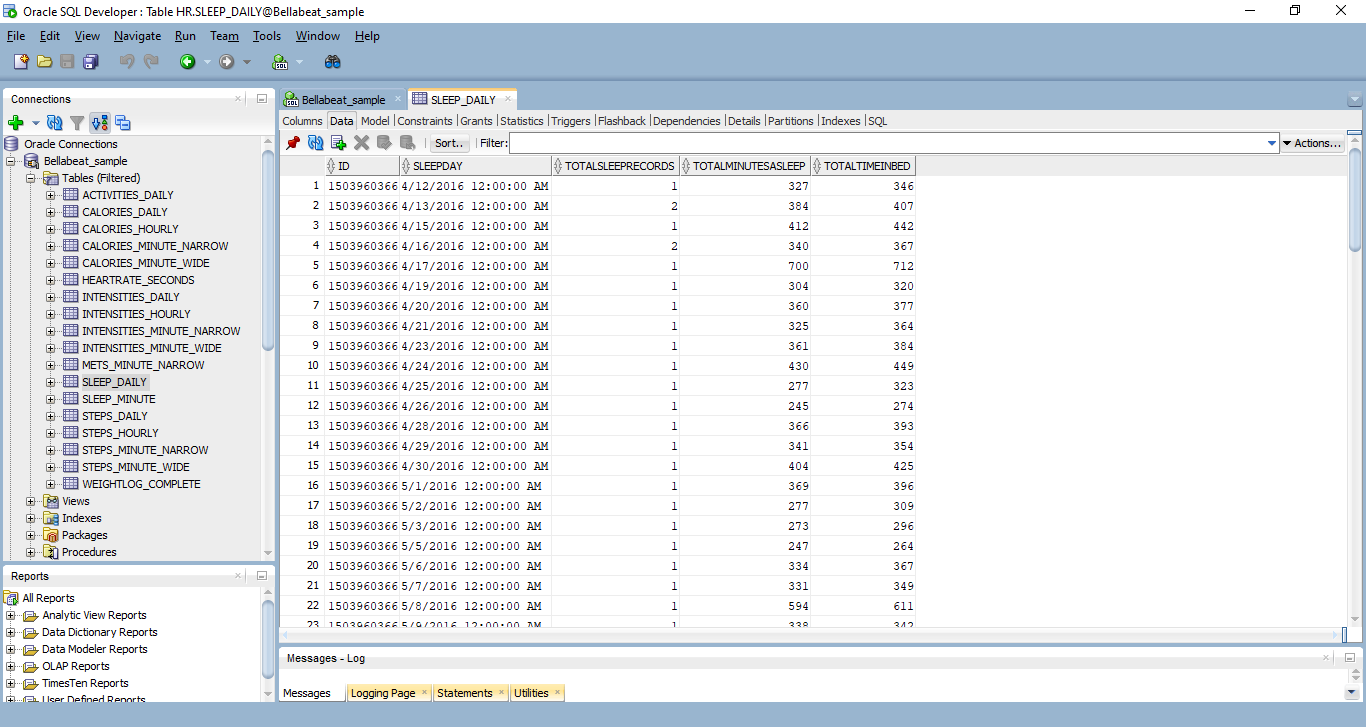 Oracle SQL Developer : Table HR.SLEEP_DAILY@Bellabeat_sample
File Edit View Navigate Run Team Tools Window Help
Connections
Oracle Connections
Bellabeat_sample
Tables (Filtered)
ACTIVITIES_DAILY
CALORIES_DAILY
CALORIES_HOURLY
CALORIES_MINUTE_NARROW
CALORIES_MINUTE_WIDE
HEARTRATE_SECONDS
INTENSITIES_DAILY
INTENSITIES_HOURLY
INTENSITIES_MINUTE_NARROW
INTENSITIES_MINUTE_WIDE
METS_MINUTE_NARROW
SLEEP_DAILY
SLEEP_MINUTE
STEPS_DAILY
STEPS_HOURLY
STEPS_MINUTE_NARROW
STEPS_MINUTE_WIDE
WEIGHTLOG_COMPLETE
Views
Indexes
Packages
Procedures
Reports
All Reports
Analytic View Reports
Data Dictionary Reports
Data Modeler Reports
OLAP Reports
TimesTen Reports
User Defined Reports
Bellabeat_sample SLEEP_DAILY
Columns Data Model Constraints Grants Statistics Triggers Flashback Dependencies Details Partitions Indexes SQL
Sort.. Filter: Actions...
ID SLEEPDAY TOTALSLEEPRECORDS TOTALMINUTESASLEEP TOTALTIMEINBED
1 1503960366 4/12/2016 12:00:00 AM 1 327 346
2 1503960366 4/13/2016 12:00:00 AM 2 384 407
3 1503960366 4/15/2016 12:00:00 AM 1 412 442
4 1503960366 4/16/2016 12:00:00 AM 2 340 367
5 1503960366 4/17/2016 12:00:00 AM 1 700 712
6 1503960366 4/19/2016 12:00:00 AM 1 304 320
7 1503960366 4/20/2016 12:00:00 AM 1 360 377
8 1503960366 4/21/2016 12:00:00 AM 1 325 364
9 1503960366 4/23/2016 12:00:00 AM 1 361 384
10 1503960366 4/24/2016 12:00:00 AM 1 430 449
11 1503960366 4/25/2016 12:00:00 AM 1 277 323
12 1503960366 4/26/2016 12:00:00 AM 1 245 274
13 1503960366 4/28/2016 12:00:00 AM 1 366 393
14 1503960366 4/29/2016 12:00:00 AM 1 341 354
15 1503960366 4/30/2016 12:00:00 AM 1 404 425
16 1503960366 5/1/2016 12:00:00 AM 1 369 396
17 1503960366 5/2/2016 12:00:00 AM 1 277 309
18 1503960366 5/3/2016 12:00:00 AM 1 273 296
19 1503960366 5/5/2016 12:00:00 AM 1 247 264
20 1503960366 5/6/2016 12:00:00 AM 1 334 367
21 1503960366 5/7/2016 12:00:00 AM 1 331 349
22 1503960366 5/8/2016 12:00:00 AM 1 594 611
23 1503960366 5/9/2016 12:00:00 AM 1 338 342
Messages - Log
Messages Logging Page Statements Utilities